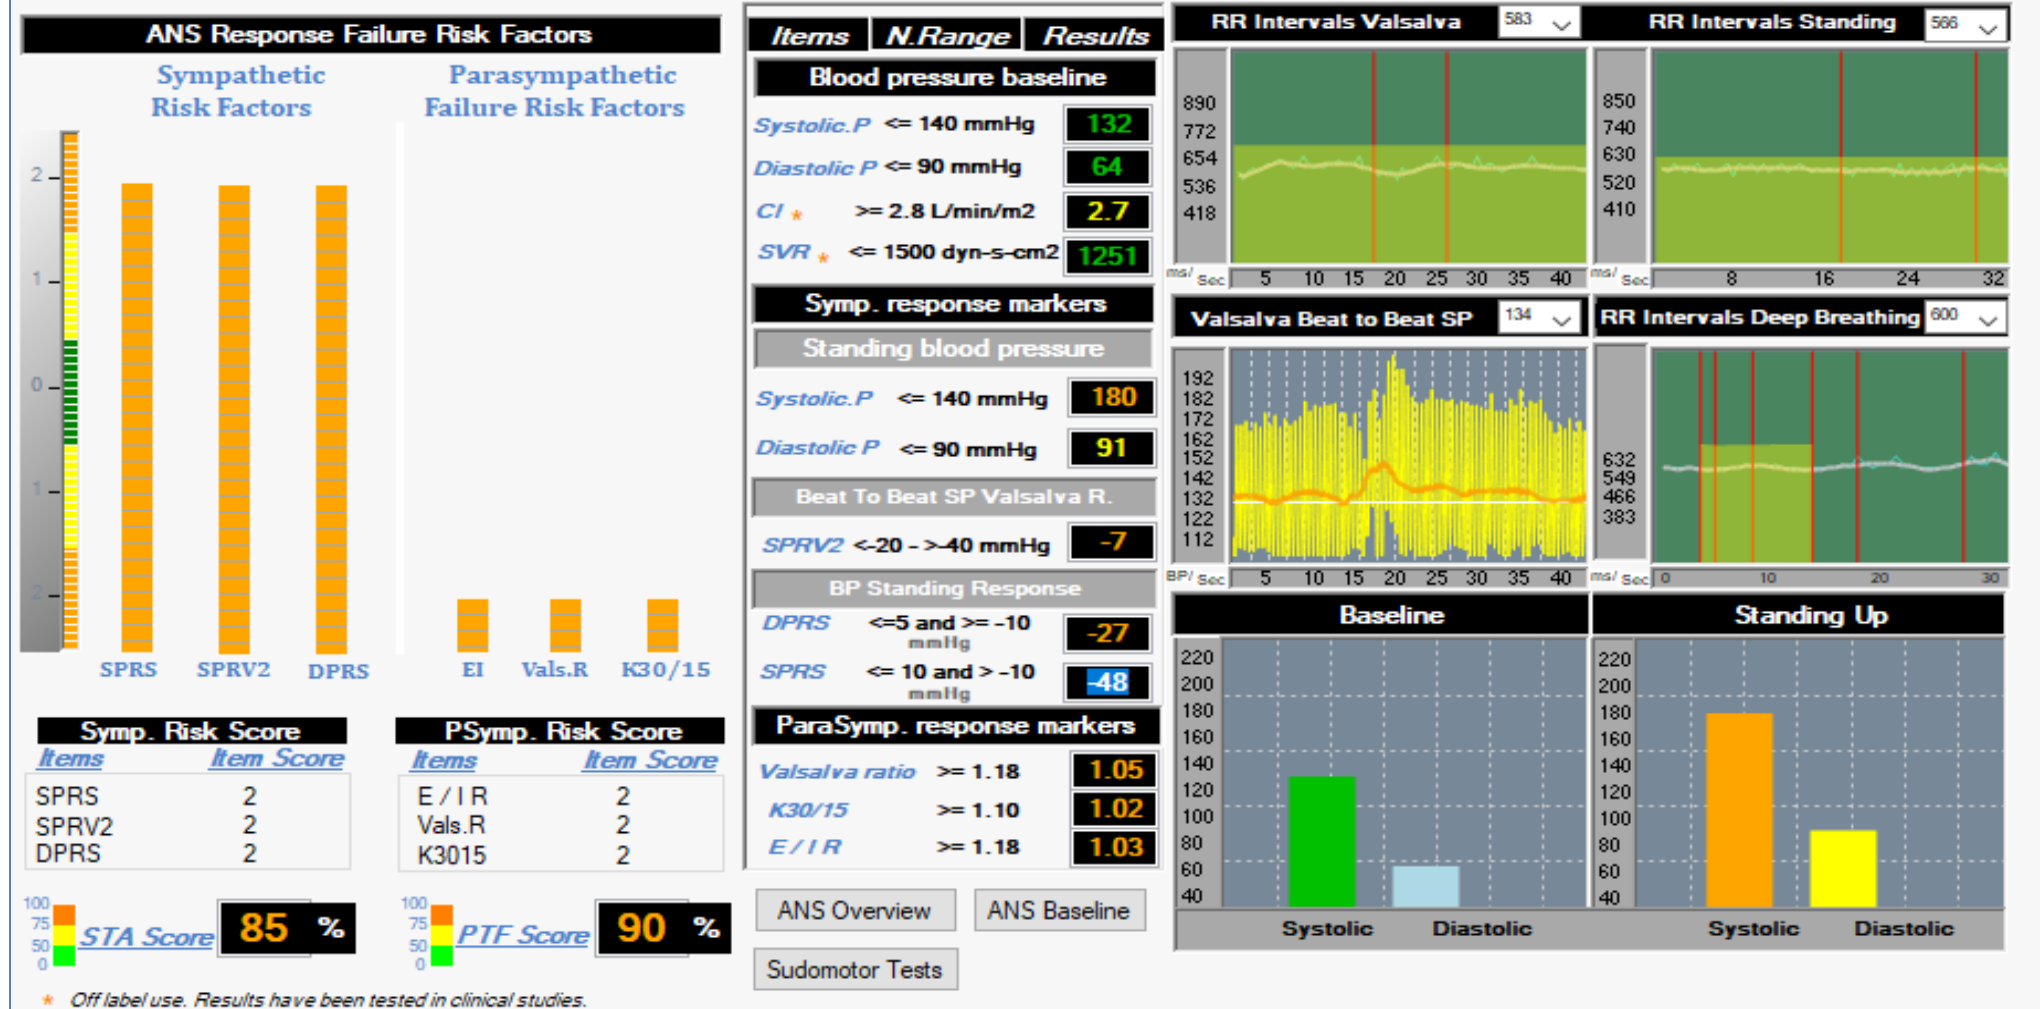 ANS Response Failure Risk Factors
Sympathetic
Risk Factors
Parasympathetic
Failure Risk Factors
2
1
0
1
2
SPRS SPRV2 DPRS
EI Vals.R K30/15
Symp. Risk Score
Items Item Score
SPRS 2
SPRV2 2
DPRS 2
PSymp. Risk Score
Items Item Score
E / I R 2
Vals.R 2
K3015 2
100
75
50
0
STA Score 85 %
100
75
50
0
PTF Score 90 %
* Off label use. Results have been tested in clinical studies.
Items N.Range Results
Blood pressure baseline
Systolic.P <= 140 mmHg 132
Diastolic P <= 90 mmHg 64
CI * >= 2.8 L/min/m2 2.7
SVR * <= 1500 dyn-s-cm2 1251
Symp. response markers
Standing blood pressure
Systolic.P <= 140 mmHg 180
Diastolic P <= 90 mmHg 91
Beat To Beat SP Valsalva R.
SPRV2 <-20 - >-40 mmHg -7
BP Standing Response
DPRS <=5 and >= -10 mmHg -27
SPRS <= 10 and > -10 mmHg -48
ParaSymp. response markers
Valsalva ratio >= 1.18 1.05
K30/15 >= 1.10 1.02
E / I R >= 1.18 1.03
ANS Overview ANS Baseline
Sudomotor Tests
RR Intervals Valsalva 583
890
772
654
536
418
ms/ Sec 5 10 15 20 25 30 35 40
RR Intervals Standing 566
850
740
630
520
410
ms/ Sec 8 16 24 32
Valsalva Beat to Beat SP 134
192
182
172
162
152
142
132
122
112
BP/ Sec 5 10 15 20 25 30 35 40
RR Intervals Deep Breathing 600
632
549
466
383
ms/ Sec 0 10 20 30
Baseline
220
200
180
160
140
120
100
80
60
40
Systolic Diastolic
Standing Up
220
200
180
160
140
120
100
80
60
40
Systolic Diastolic